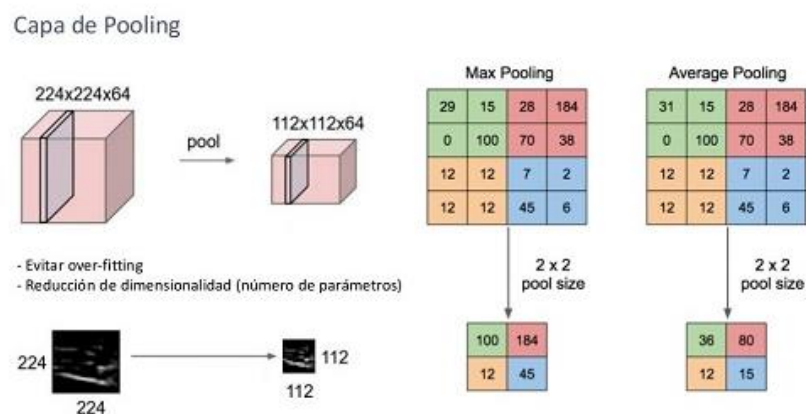 Capa de Pooling
224x224x64
pool
112x112x64
- Evitar over-fitting
- Reducción de dimensionalidad (número de parámetros)
224
224
112
112
Max Pooling
29 15 28 184
0 100 70 38
12 12 7 2
12 12 45 6
2 x 2
pool size
100 184
12 45
Average Pooling
31 15 28 184
0 100 70 38
12 12 7 2
12 12 45 6
2 x 2
pool size
36 80
12 15